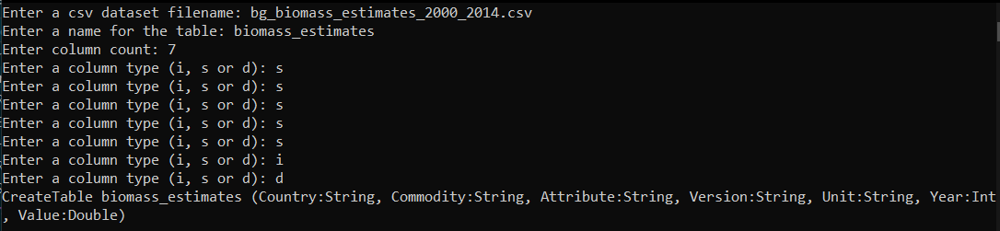 Enter a csv dataset filename: bg_biomass_estimates_2000_2014.csv
Enter a name for the table: biomass_estimates
Enter column count: 7
Enter a column type (i, s or d): s
Enter a column type (i, s or d): s
Enter a column type (i, s or d): s
Enter a column type (i, s or d): s
Enter a column type (i, s or d): s
Enter a column type (i, s or d): i
Enter a column type (i, s or d): d
CreateTable biomass_estimates (Country:String, Commodity:String, Attribute:String, Version:String, Unit:String, Year:Int
, Value:Double)